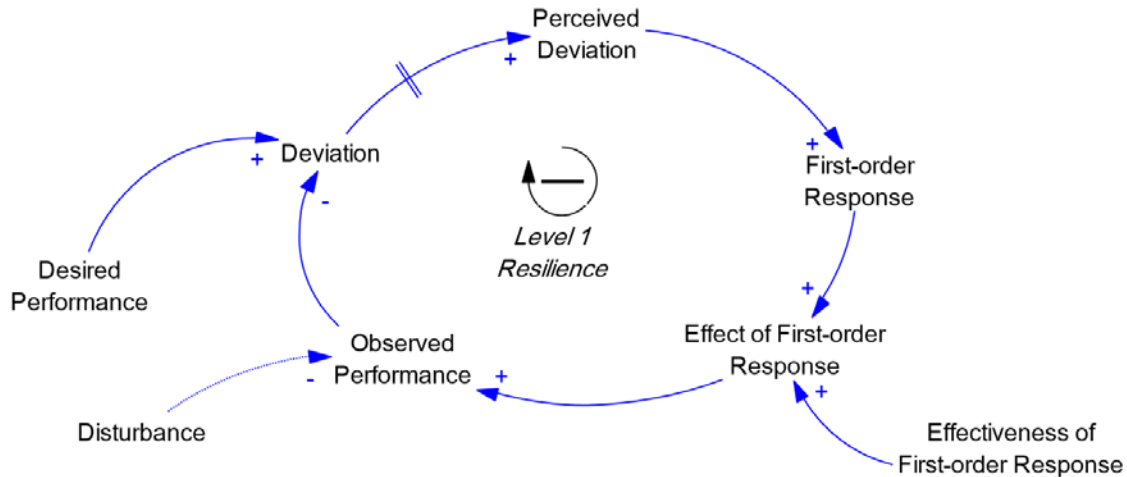 Perceived
Deviation
+
+
Deviation
+
First-order
Response
-
Level 1
Resilience
Desired
Performance
+
Effect of First-order
Response
Observed
Performance
+
-
+
Disturbance
Effectiveness of
First-order Response